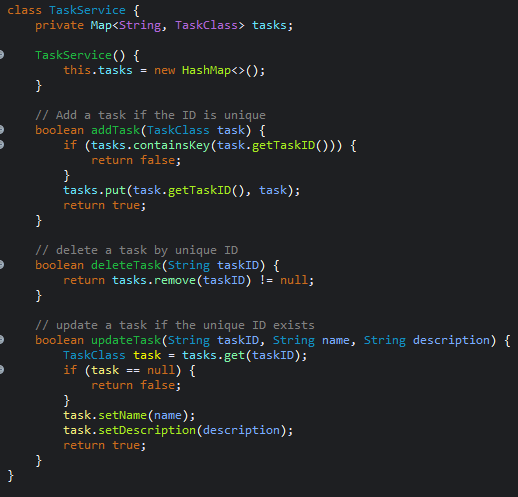 class TaskService {
    private Map<String, TaskClass> tasks;

    TaskService() {
        this.tasks = new HashMap<>();
    }

    // Add a task if the ID is unique
    boolean addTask(TaskClass task) {
        if (tasks.containsKey(task.getTaskID())) {
            return false;
        }
        tasks.put(task.getTaskID(), task);
        return true;
    }

    // delete a task by unique ID
    boolean deleteTask(String taskID) {
        return tasks.remove(taskID) != null;
    }

    // update a task if the unique ID exists
    boolean updateTask(String taskID, String name, String description) {
        TaskClass task = tasks.get(taskID);
        if (task == null) {
            return false;
        }
        task.setName(name);
        task.setDescription(description);
        return true;
    }
}